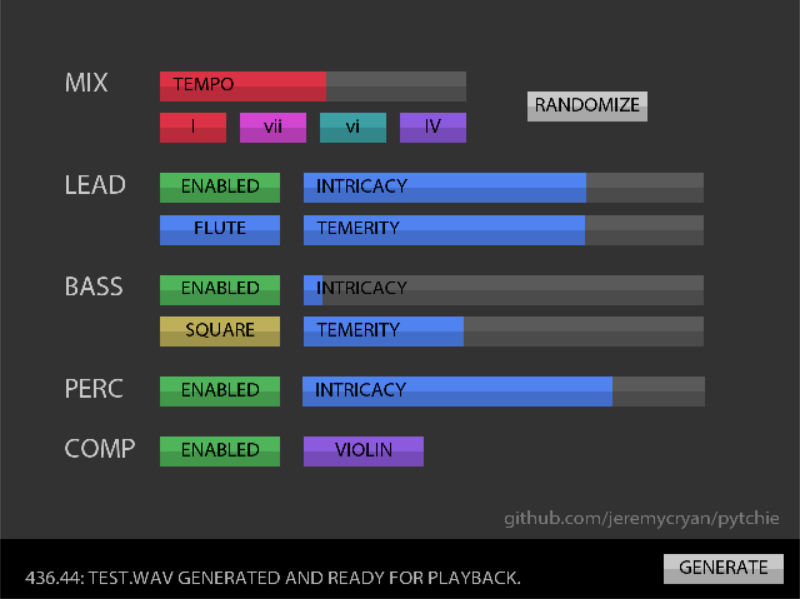 MIX TEMPO
RANDOMIZE
I vii vi IV
LEAD ENABLED INTRICACY
FLUTE TEMERITY
BASS ENABLED INTRICACY
SQUARE TEMERITY
PERC ENABLED INTRICACY
COMP ENABLED VIOLIN
github.com/jeremycryan/pytchie
436.44: TEST.WAV GENERATED AND READY FOR PLAYBACK.
GENERATE